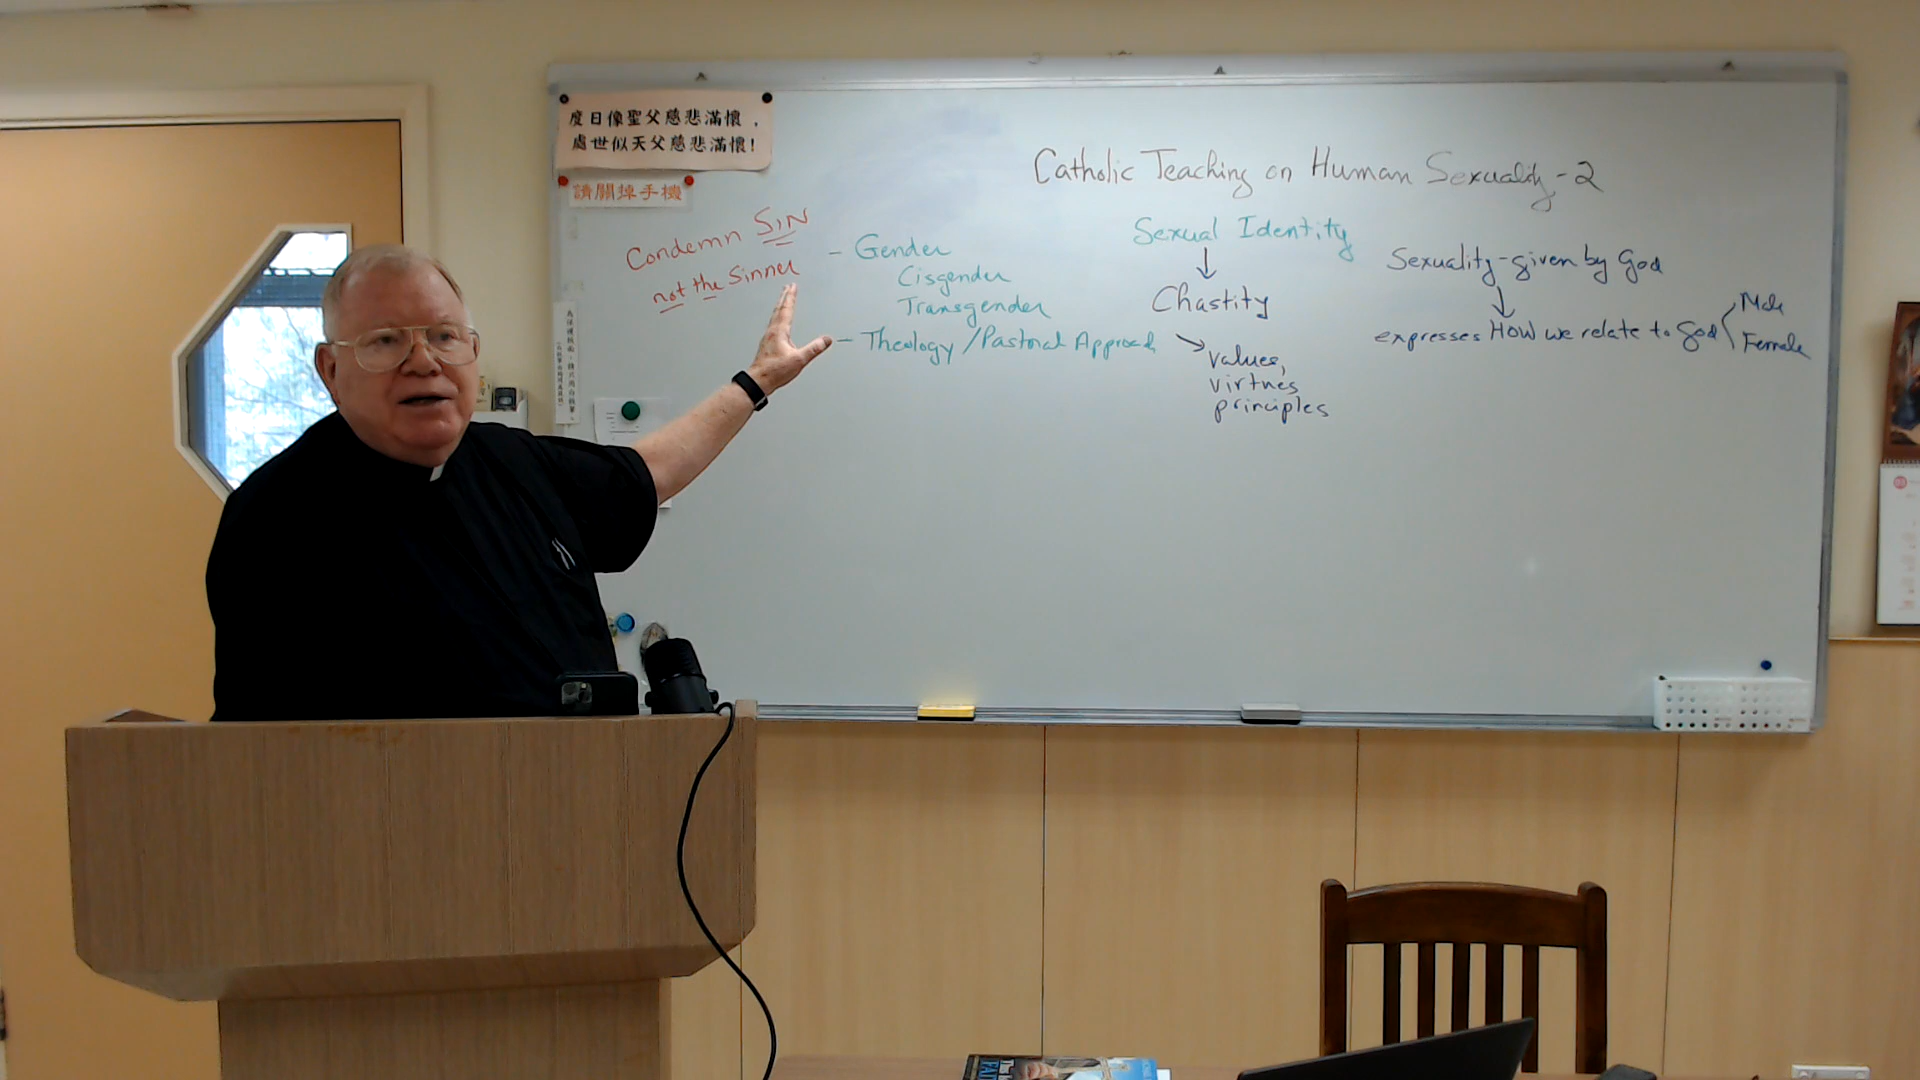 度日像聖父慈悲滿懷，
處世似天父慈悲滿懷！
請關掉手機
Catholic Teaching on Human Sexuality - 2
Condemn SIN
not the Sinner
- Gender
Cisgender
Transgender
- Theology / Pastoral Approach
Sexual Identity
↓
Chastity
values,
virtues
principles
Sexuality - given by God
↓
expresses How we relate to God
Male
Female